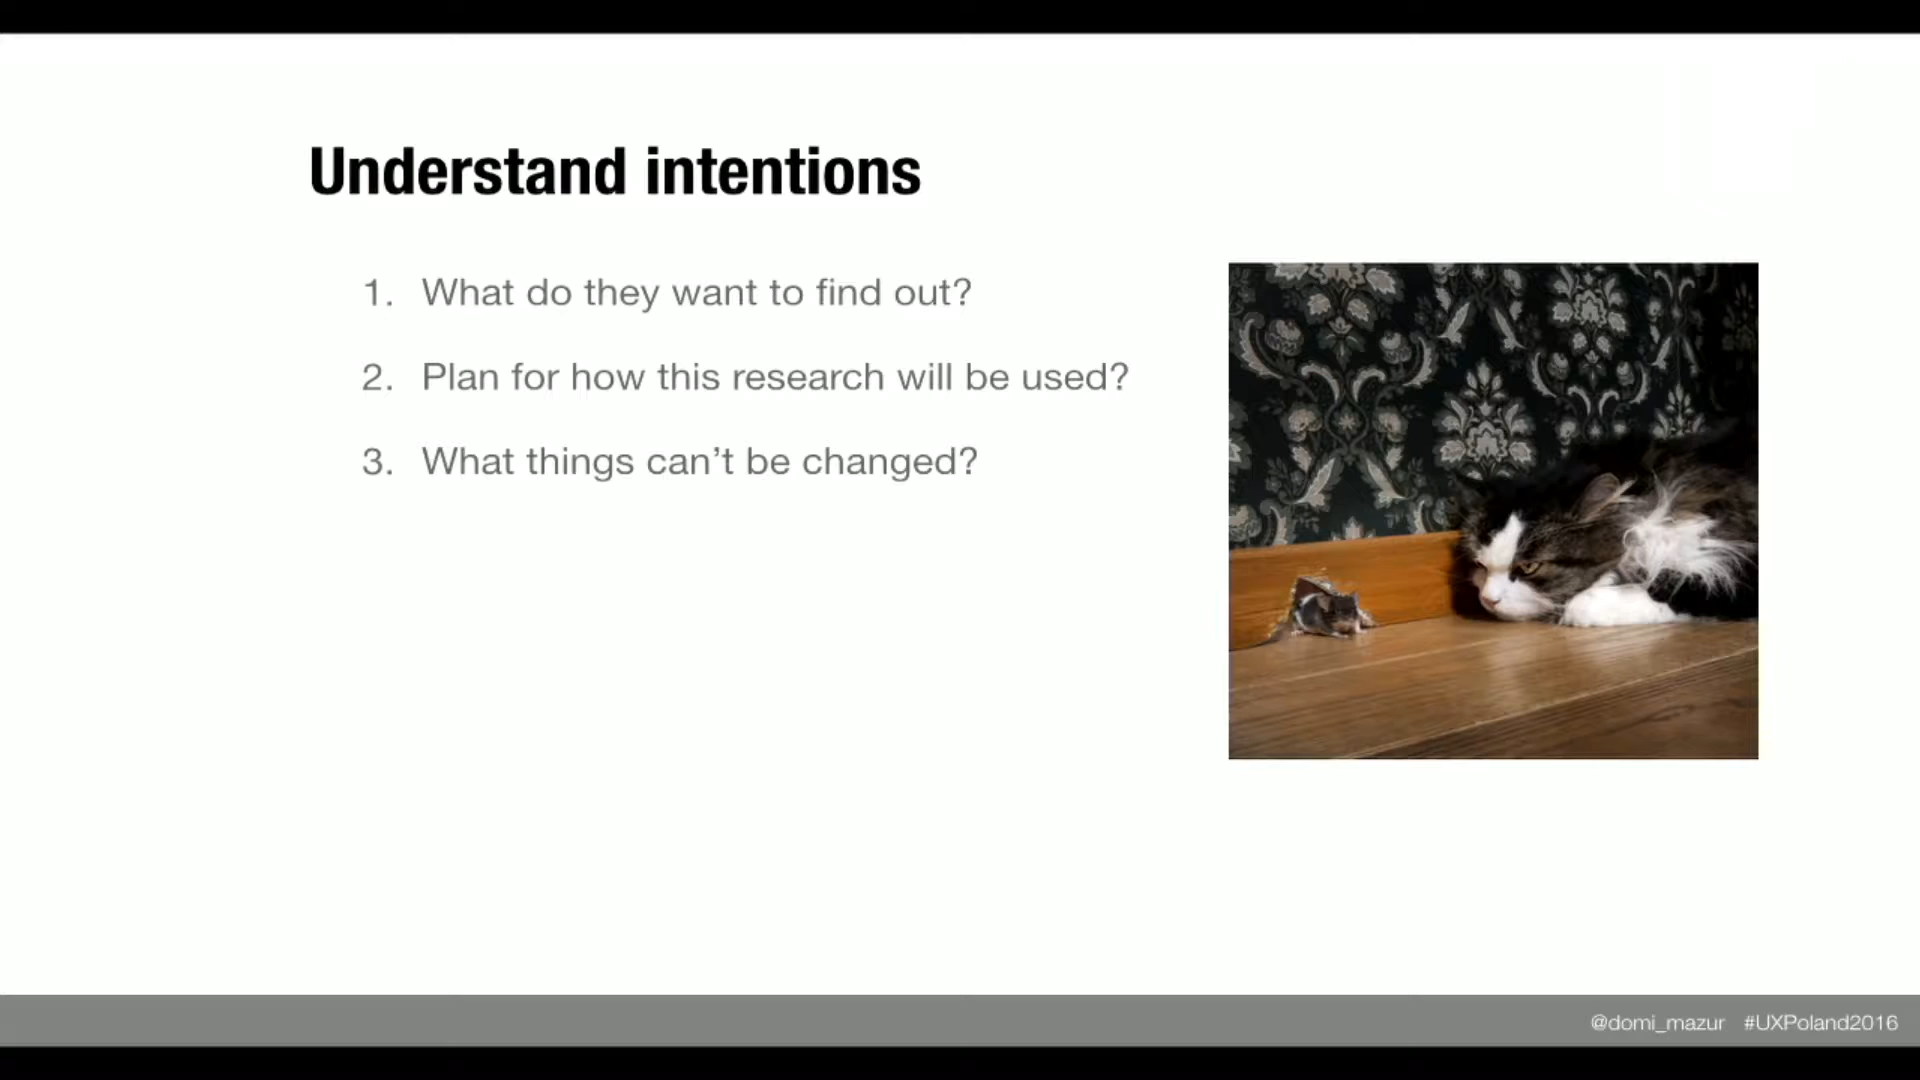 Understand intentions
1. What do they want to find out?
2. Plan for how this research will be used?
3. What things can’t be changed?
@domi_mazur #UXPoland2016